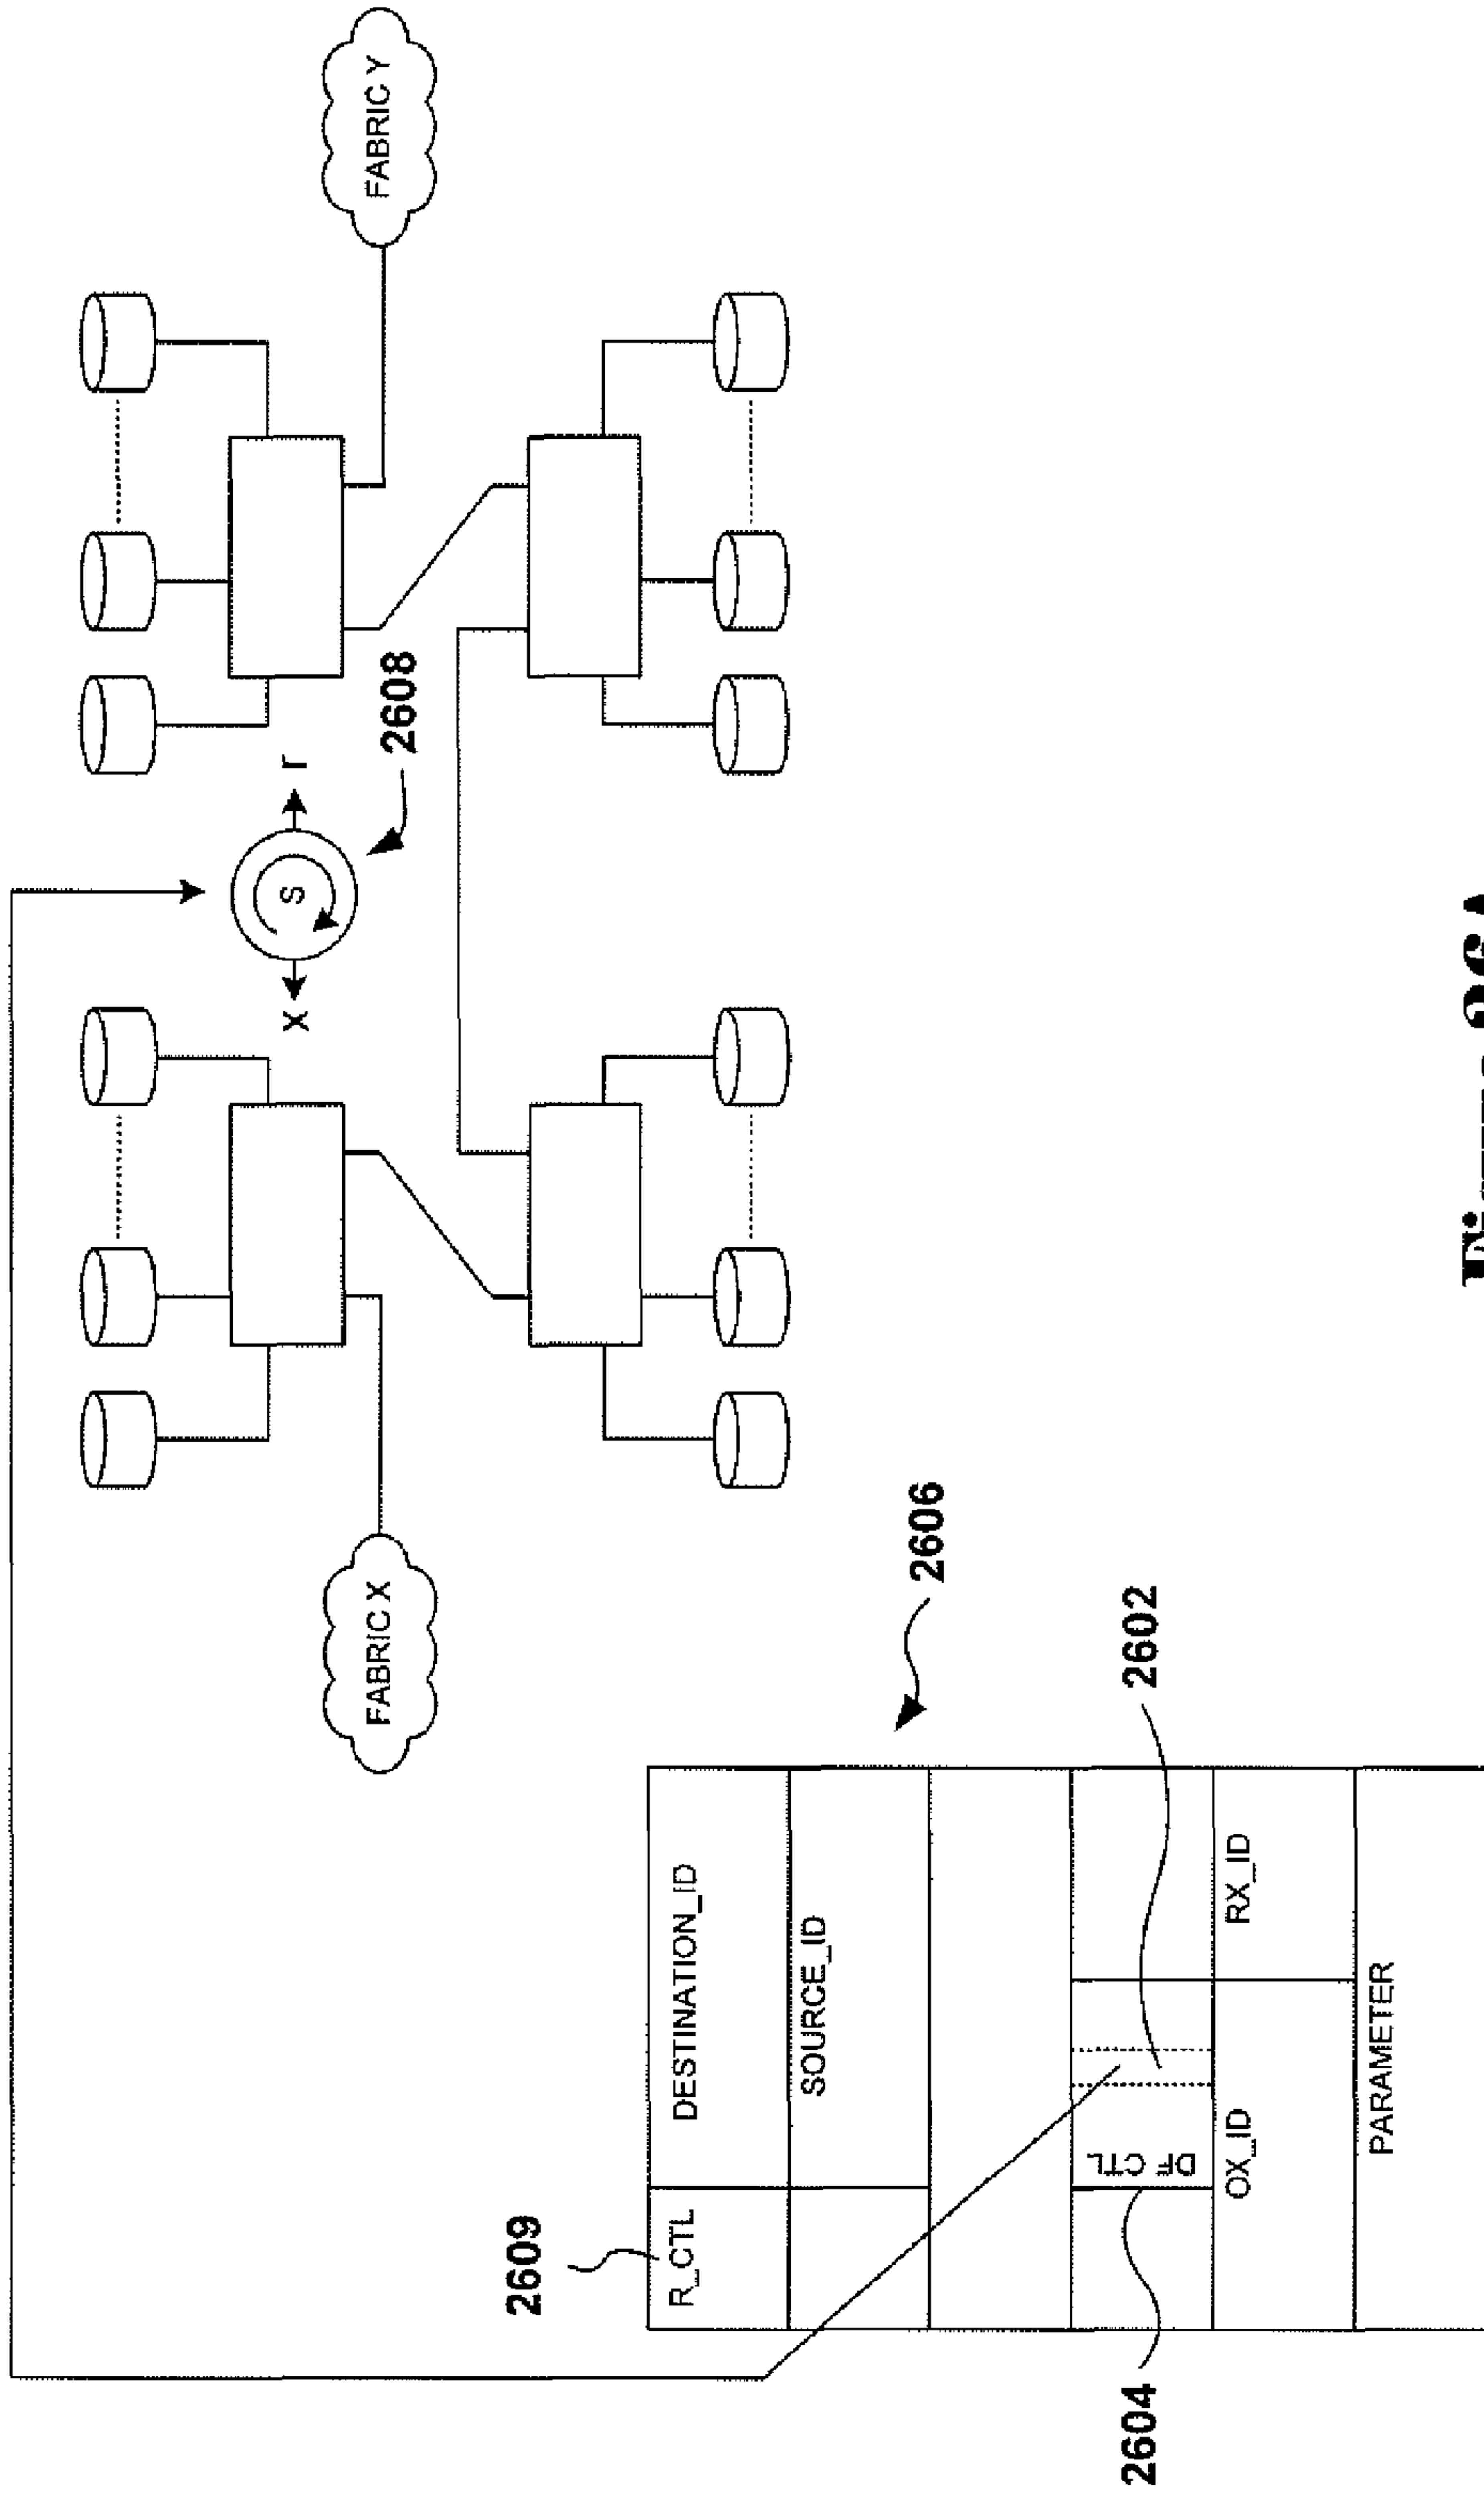 FABRIC X
FABRIC Y
X
S
r
2608
2606
2609
R_CTL
DESTINATION_ID
SOURCE_ID
2604
DF CTL
2602
OX_ID
RX_ID
PARAMETER